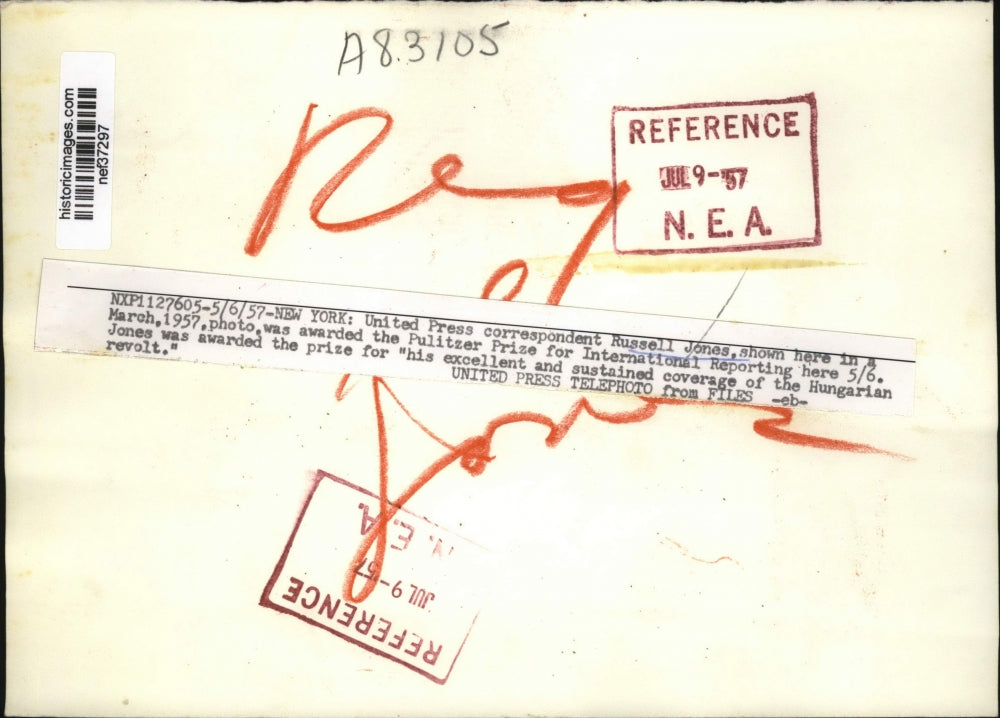 A83105
historicimages.com
nef37297
REFERENCE
JUL 9-'57
N. E. A.
Reg
NXP1127605-5/6/57-NEW YORK: United Press correspondent Russell Jones, shown here in a
March, 1957, photo, was awarded the Pulitzer Prize for International Reporting here 5/6.
Jones was awarded the prize for "his excellent and sustained coverage of the Hungarian
revolt."
UNITED PRESS TELEPHOTO from FILES -eb-
Jones
REFERENCE
JUL 9-57
N. E. A.